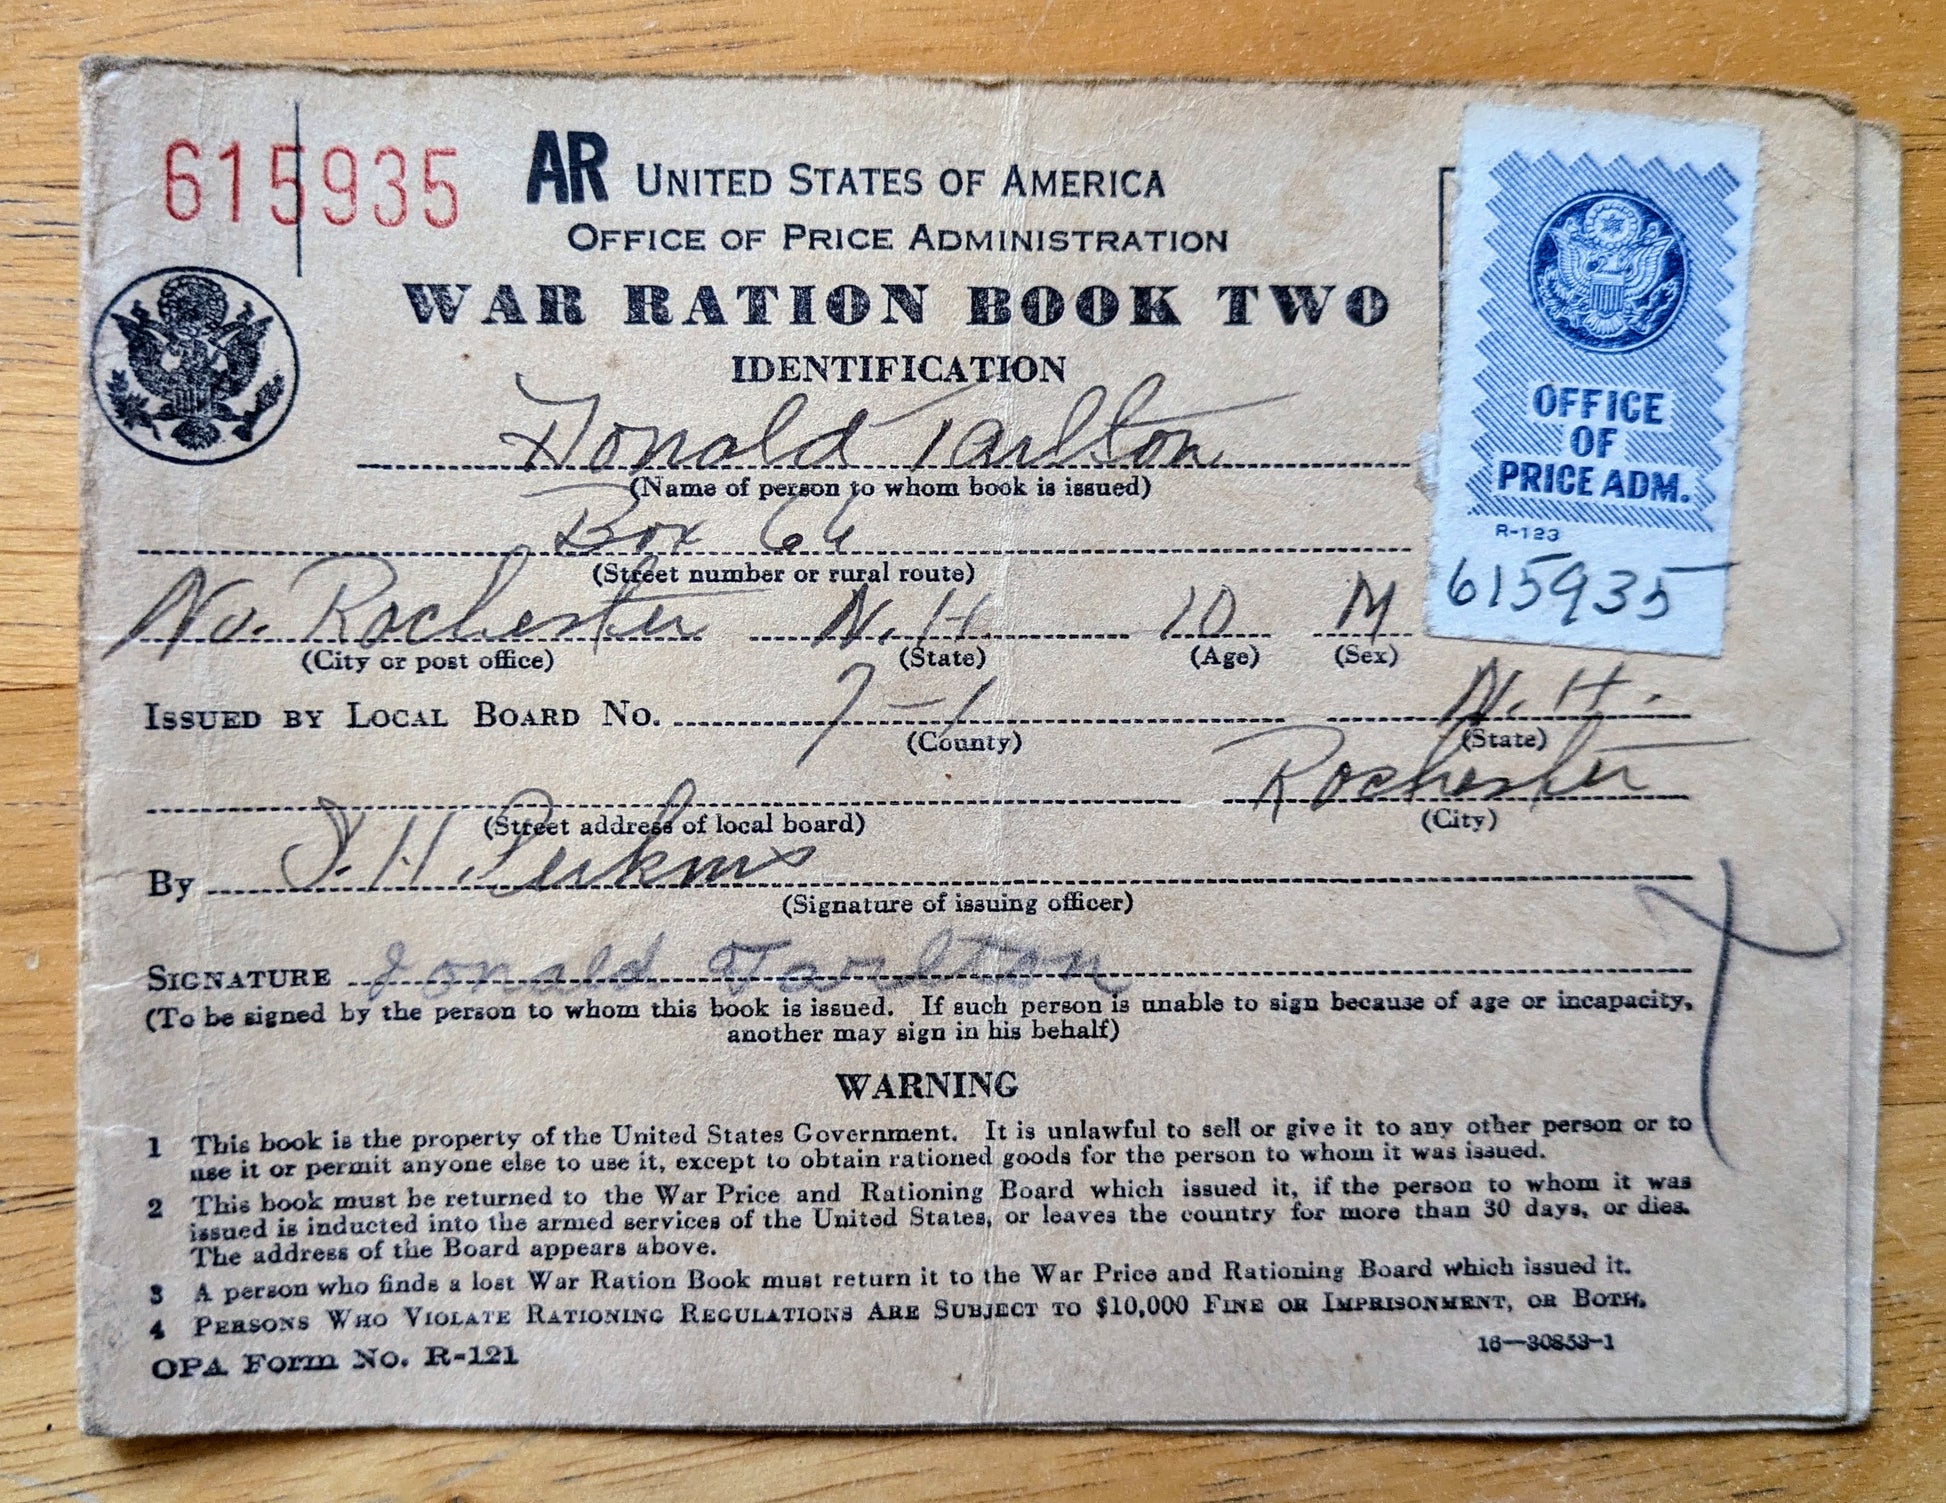 615935 AR UNITED STATES OF AMERICA
OFFICE OF PRICE ADMINISTRATION
WAR RATION BOOK TWO
IDENTIFICATION
Donald Tarlton
(Name of person to whom book is issued)
Box 64
(Street number or rural route)
No. Rochester N. H. 10 M
(City or post office) (State) (Age) (Sex)
ISSUED BY LOCAL BOARD NO. 7-1 N. H.
(County) (State)
Rochester
(Street address of local board) (City)
By J. H. Perkins
(Signature of issuing officer)
SIGNATURE Donald Tarlton
(To be signed by the person to whom this book is issued. If such person is unable to sign because of age or incapacity,
another may sign in his behalf)
WARNING
1 This book is the property of the United States Government. It is unlawful to sell or give it to any other person or to
use it or permit anyone else to use it, except to obtain rationed goods for the person to whom it was issued.
2 This book must be returned to the War Price and Rationing Board which issued it, if the person to whom it was
issued is inducted into the armed services of the United States, or leaves the country for more than 30 days, or dies.
The address of the Board appears above.
3 A person who finds a lost War Ration Book must return it to the War Price and Rationing Board which issued it.
4 PERSONS WHO VIOLATE RATIONING REGULATIONS ARE SUBJECT TO $10,000 FINE OR IMPRISONMENT, OR BOTH.
OPA Form No. R-121 16—30853-1
OFFICE
OF
PRICE ADM.
R-123
615935